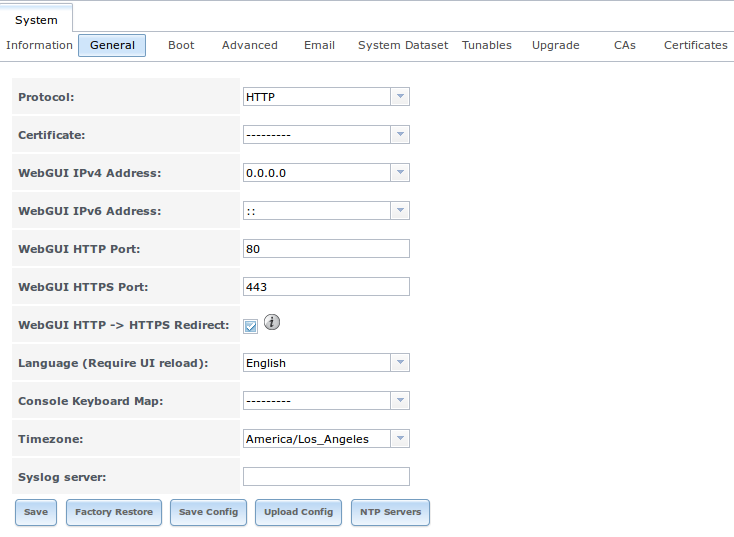 System
Information General Boot Advanced Email System Dataset Tunables Upgrade CAs Certificates
Protocol: HTTP
Certificate: ---------
WebGUI IPv4 Address: 0.0.0.0
WebGUI IPv6 Address: ::
WebGUI HTTP Port: 80
WebGUI HTTPS Port: 443
WebGUI HTTP -> HTTPS Redirect: i
Language (Require UI reload): English
Console Keyboard Map: ---------
Timezone: America/Los_Angeles
Syslog server:
Save Factory Restore Save Config Upload Config NTP Servers